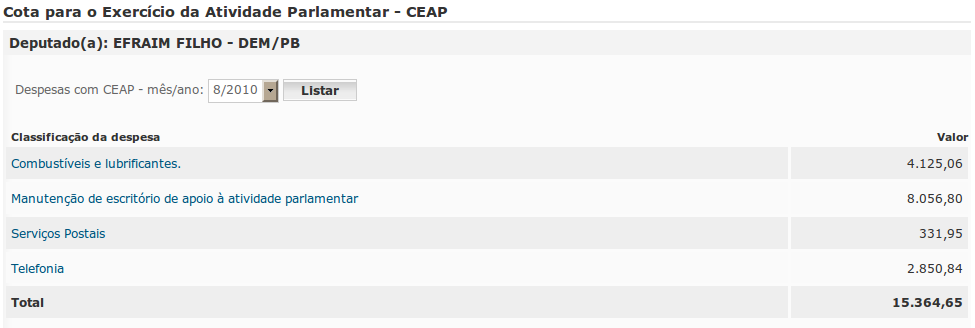 Cota para o Exercício da Atividade Parlamentar - CEAP
Deputado(a): EFRAIM FILHO - DEM/PB
Despesas com CEAP - mês/ano: 8/2010 Listar
Classificação da despesa Valor
Combustíveis e lubrificantes. 4.125,06
Manutenção de escritório de apoio à atividade parlamentar 8.056,80
Serviços Postais 331,95
Telefonia 2.850,84
Total 15.364,65